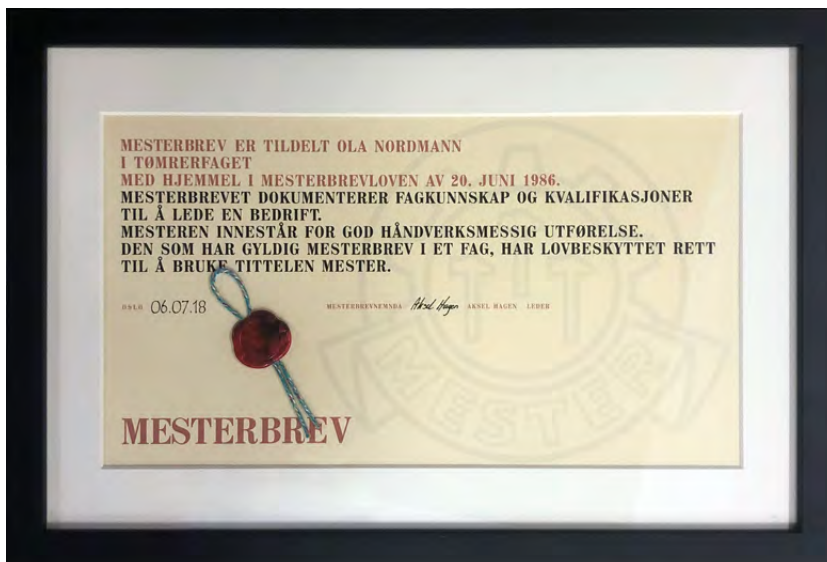 MESTERBREV ER TILDELT OLA NORDMANN
I TØMRERFAGET
MED HJEMMEL I MESTERBREVLOVEN AV 20. JUNI 1986.
MESTERBREVET DOKUMENTERER FAGKUNNSKAP OG KVALIFIKASJONER
TIL Å LEDE EN BEDRIFT.
MESTEREN INNESTÅR FOR GOD HÅNDVERKSMESSIG UTFØRELSE.
DEN SOM HAR GYLDIG MESTERBREV I ET FAG, HAR LOVBESKYTTET RETT
TIL Å BRUKE TITTELEN MESTER.
OSLO 06.07.18 MESTERBREVNEMNDA Aksel Hagen AKSEL HAGEN LEDER
MESTERBREV
MESTER